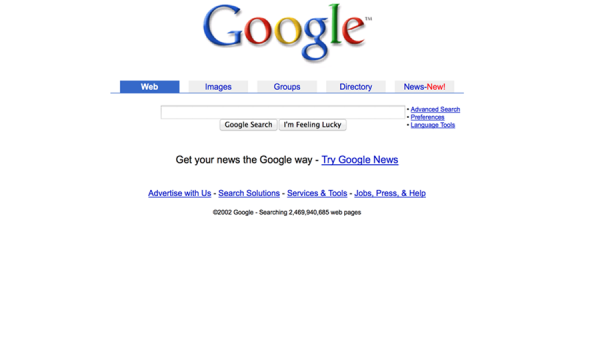 Google™
Web Images Groups Directory News-New!
• Advanced Search
• Preferences
• Language Tools
Google Search I'm Feeling Lucky
Get your news the Google way - Try Google News
Advertise with Us - Search Solutions - Services & Tools - Jobs, Press, & Help
©2002 Google - Searching 2,469,940,685 web pages